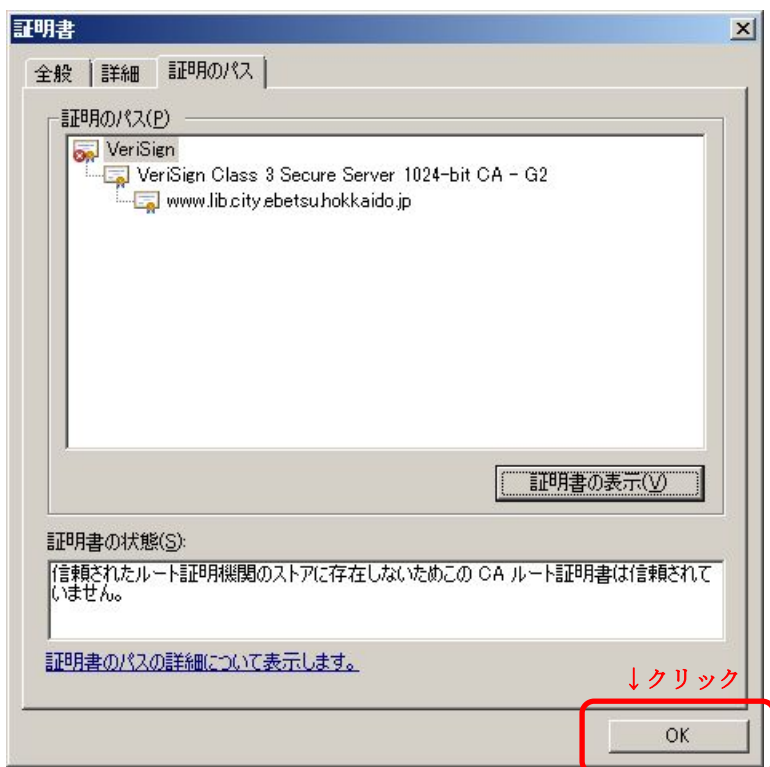 証明書
全般 詳細 証明のパス
証明のパス(P)
VeriSign
VeriSign Class 3 Secure Server 1024-bit CA - G2
www.lib.city.ebetsu.hokkaido.jp
証明書の表示(V)
証明書の状態(S):
信頼されたルート証明機関のストアに存在しないためこの CA ルート証明書は信頼されて
いません。
証明書のパスの詳細について表示します。
↓クリック
OK